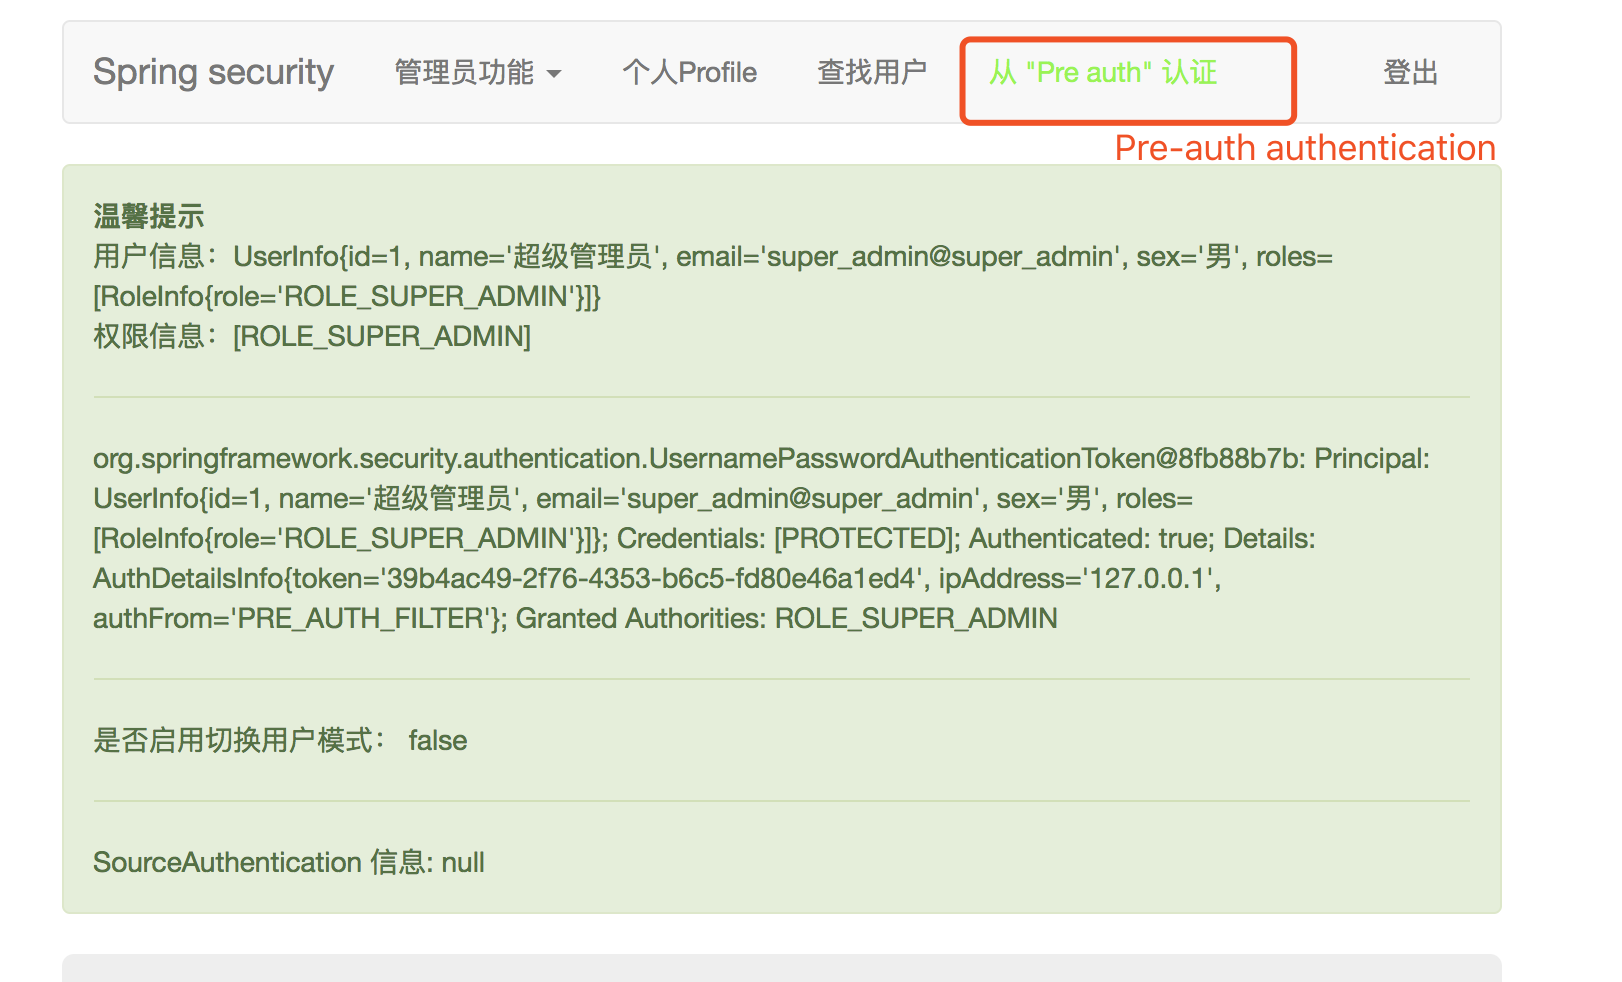 Spring security 管理员功能 个人Profile 查找用户 从 "Pre auth" 认证 登出
Pre-auth authentication
温馨提示
用户信息：UserInfo{id=1, name='超级管理员', email='super_admin@super_admin', sex='男', roles=
[RoleInfo{role='ROLE_SUPER_ADMIN'}]}
权限信息：[ROLE_SUPER_ADMIN]
org.springframework.security.authentication.UsernamePasswordAuthenticationToken@8fb88b7b: Principal:
UserInfo{id=1, name='超级管理员', email='super_admin@super_admin', sex='男', roles=
[RoleInfo{role='ROLE_SUPER_ADMIN'}]}; Credentials: [PROTECTED]; Authenticated: true; Details:
AuthDetailsInfo{token='39b4ac49-2f76-4353-b6c5-fd80e46a1ed4', ipAddress='127.0.0.1',
authFrom='PRE_AUTH_FILTER'}; Granted Authorities: ROLE_SUPER_ADMIN
是否启用切换用户模式： false
SourceAuthentication 信息: null